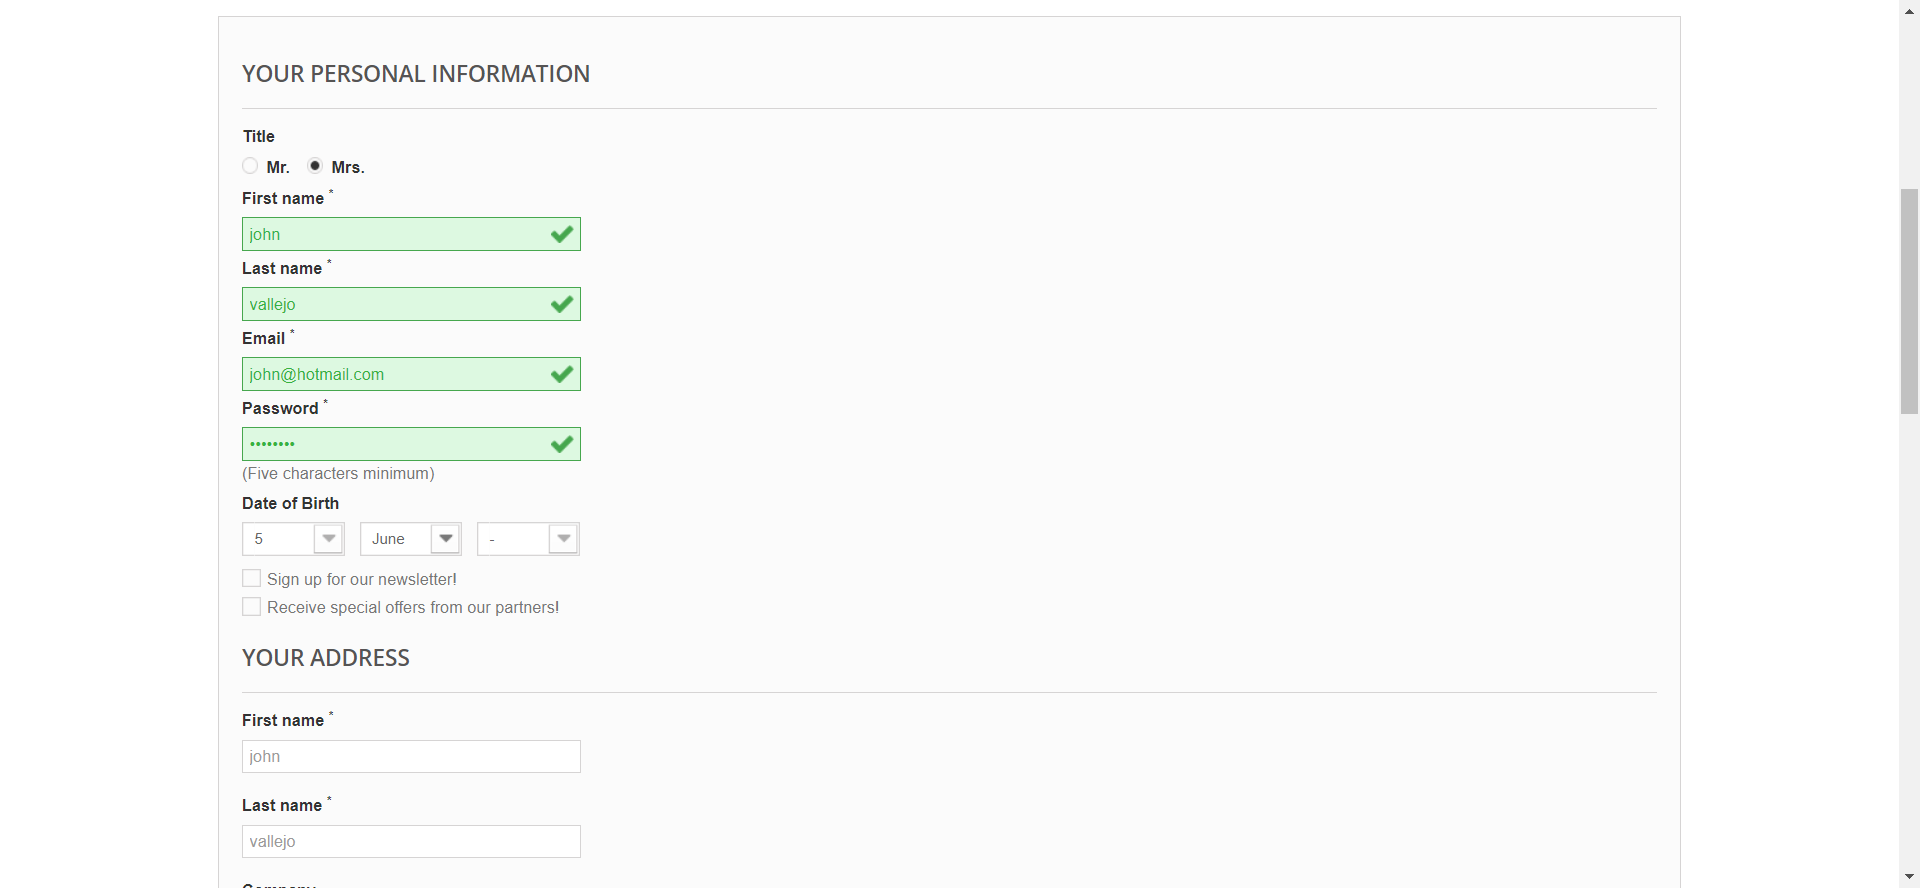 YOUR PERSONAL INFORMATION
Title
Mr. Mrs.
First name *
john
Last name *
vallejo
Email *
john@hotmail.com
Password *
••••••••
(Five characters minimum)
Date of Birth
5 June -
Sign up for our newsletter!
Receive special offers from our partners!
YOUR ADDRESS
First name *
john
Last name *
vallejo